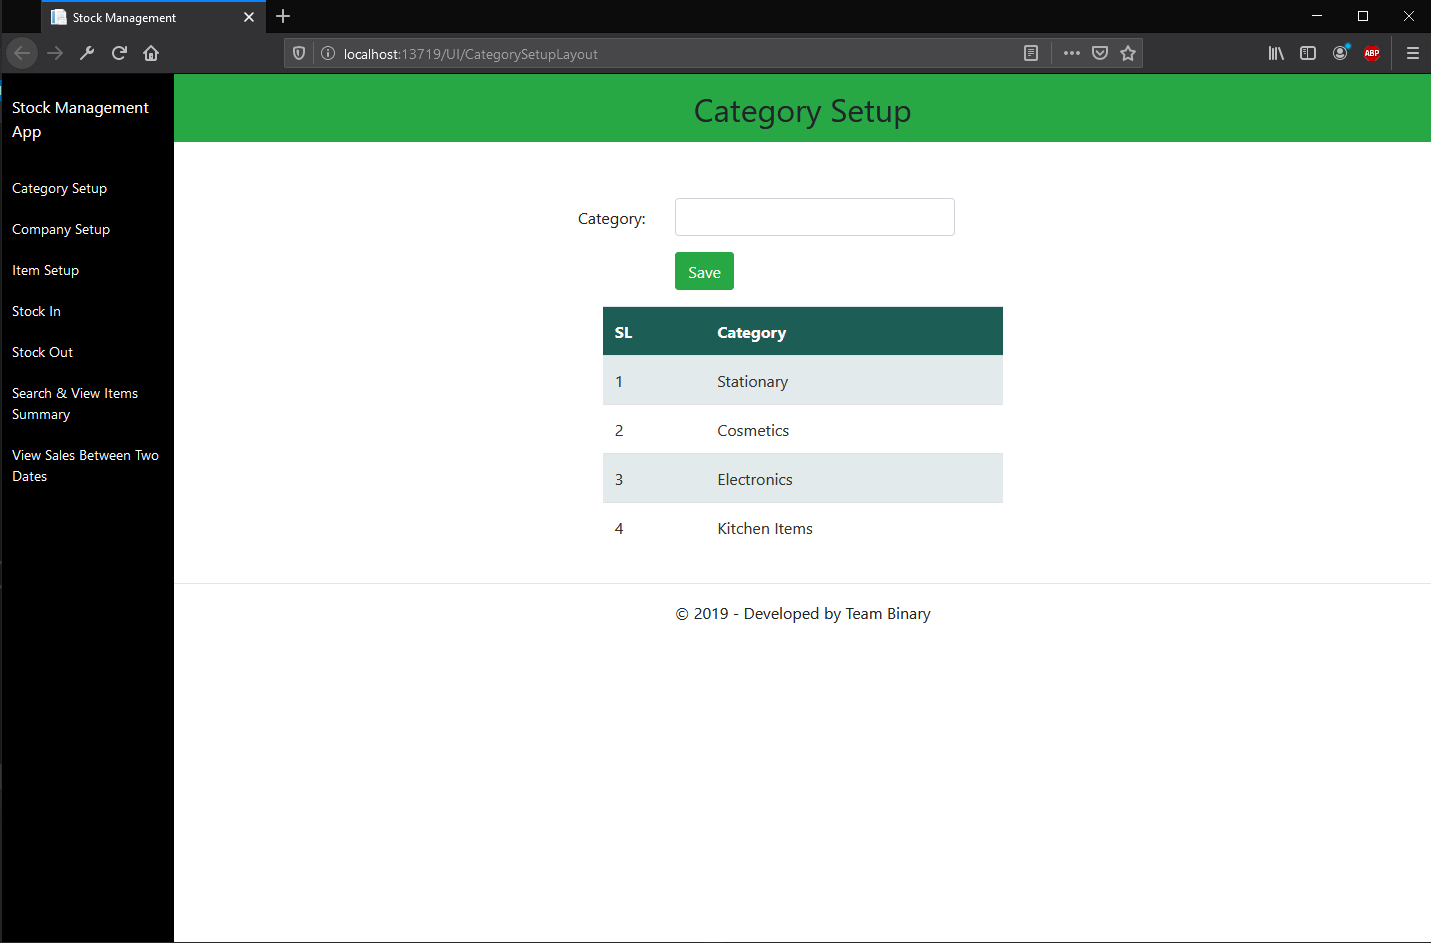 Stock Management
localhost:13719/UI/CategorySetupLayout
ABP
Stock Management
App
Category Setup
Company Setup
Item Setup
Stock In
Stock Out
Search & View Items
Summary
View Sales Between Two
Dates
Category Setup
Category:
Save
SL Category
1 Stationary
2 Cosmetics
3 Electronics
4 Kitchen Items
© 2019 - Developed by Team Binary